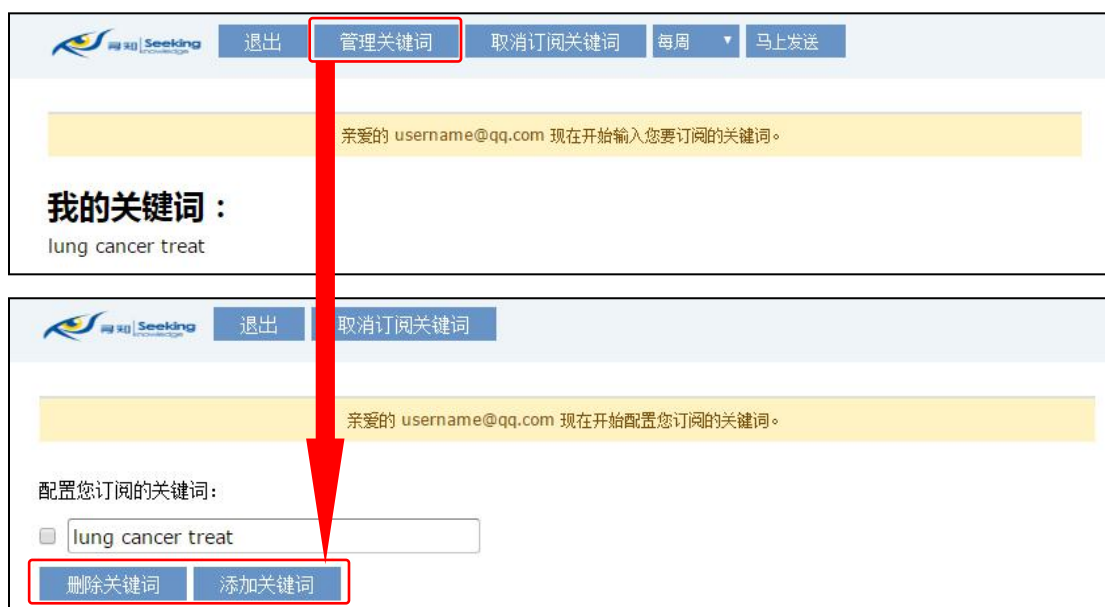 Seeking
knowledge
退出
管理关键词
取消订阅关键词
每周
马上发送
亲爱的 username@qq.com 现在开始输入您要订阅的关键词。
我的关键词：
lung cancer treat
Seeking
knowledge
退出
取消订阅关键词
亲爱的 username@qq.com 现在开始配置您订阅的关键词。
配置您订阅的关键词：
lung cancer treat
删除关键词
添加关键词